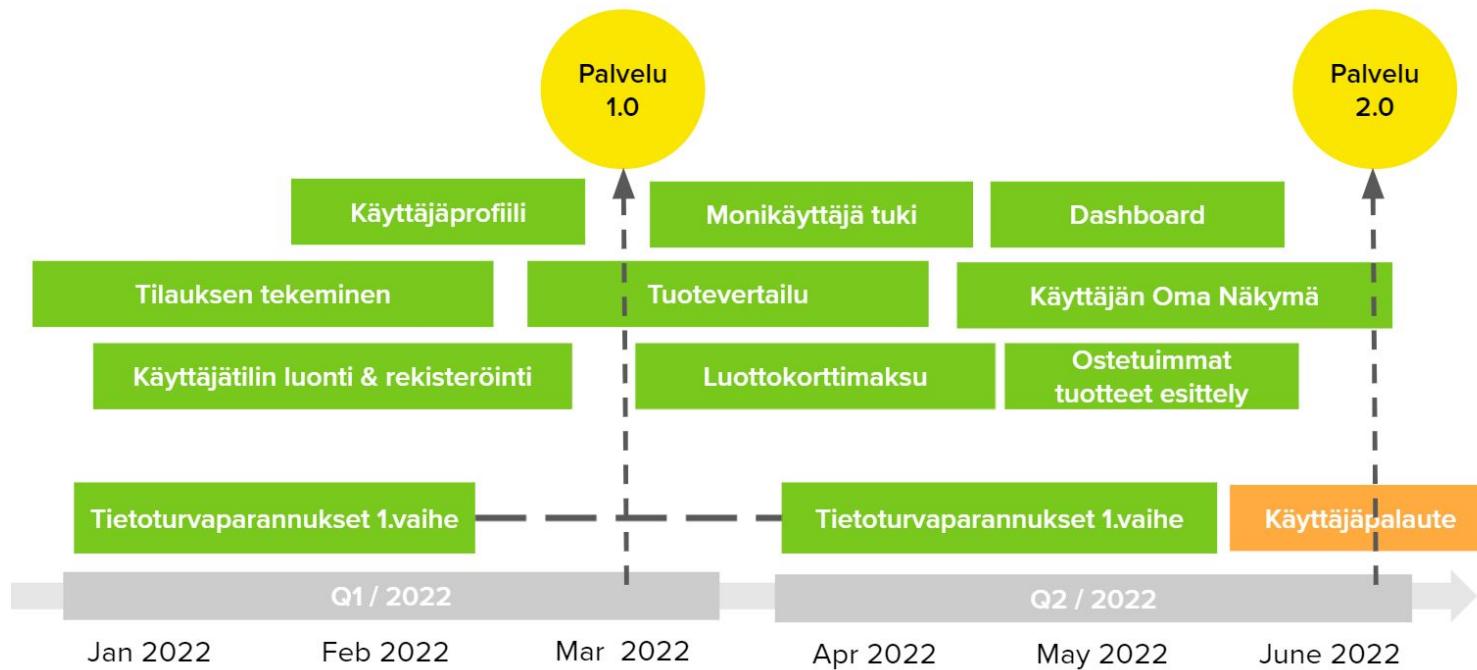 Palvelu
1.0
Palvelu
2.0
Käyttäjäprofiili
Monikäyttäjä tuki
Dashboard
Tilauksen tekeminen
Tuotevertailu
Käyttäjän Oma Näkymä
Käyttäjätilin luonti & rekisteröinti
Luottokorttimaksu
Ostetuimmat
tuotteet esittely
Tietoturvaparannukset 1.vaihe
Tietoturvaparannukset 1.vaihe
Käyttäjäpalaute
Q1 / 2022
Q2 / 2022
Jan 2022
Feb 2022
Mar 2022
Apr 2022
May 2022
June 2022